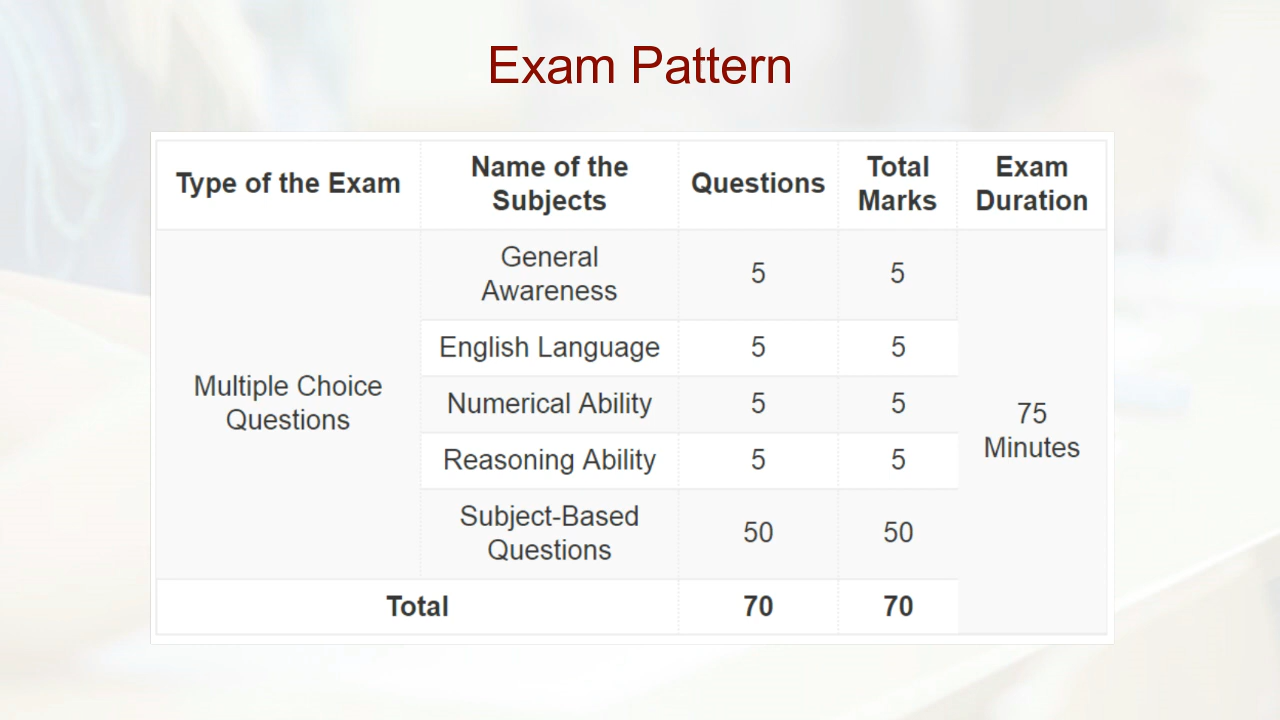 Exam Pattern
Type of the Exam
Name of the
Subjects
Questions
Total
Marks
Exam
Duration
Multiple Choice
Questions
General
Awareness
5
5
English Language
5
5
Numerical Ability
5
5
Reasoning Ability
5
5
Subject-Based
Questions
50
50
75
Minutes
Total
70
70